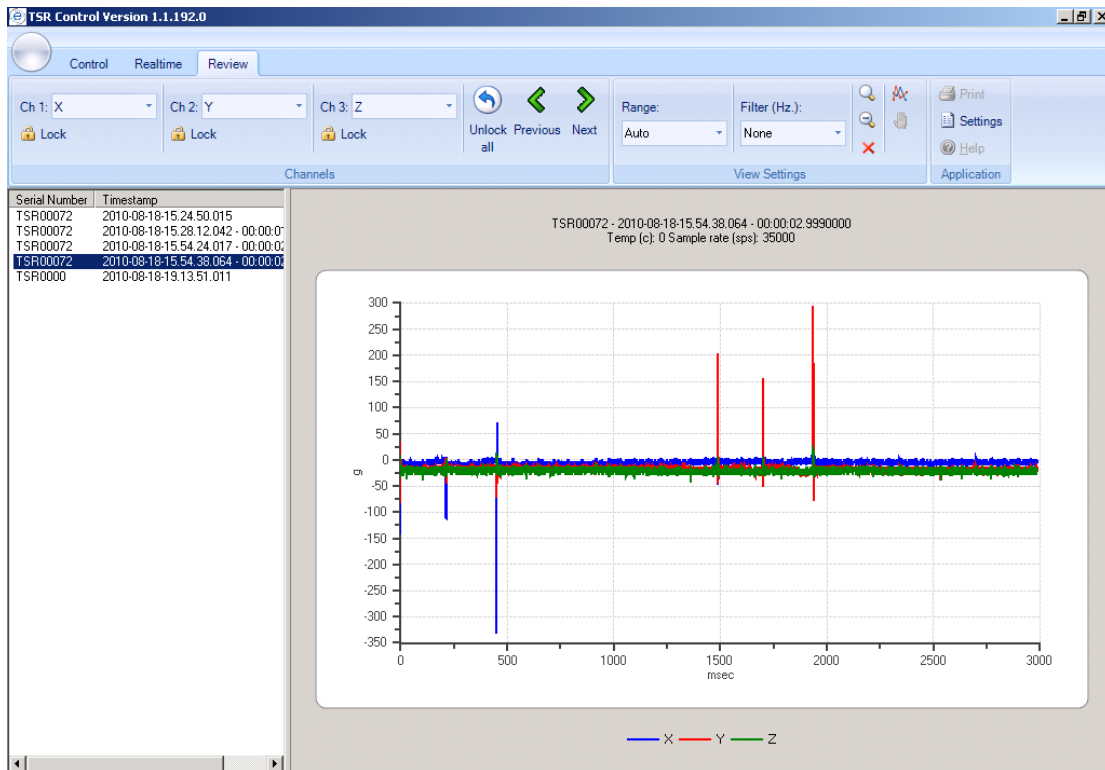 TSR Control Version 1.1.192.0
Control Realtime Review
Ch 1: X Ch 2: Y Ch 3: Z
Lock Lock Lock
Unlock all Previous Next
Channels
Range: Filter (Hz.):
Auto None
View Settings
Print
Settings
Help
Application
Serial Number Timestamp
TSR00072 2010-08-18-15.24.50.015
TSR00072 2010-08-18-15.28.12.042 - 00:00:0
TSR00072 2010-08-18-15.54.24.017 - 00:00:02
TSR00072 2010-08-18-15.54.38.064 - 00:00:02
TSR0000 2010-08-18-19.13.51.011
TSR00072 - 2010-08-18-15.54.38.064 - 00:00:02.9990000
Temp (c): 0 Sample rate (sps): 35000
300
250
200
150
100
50
0
-50
-100
-150
-200
-250
-300
-350
g
0 500 1000 1500 2000 2500 3000
msec
X Y Z